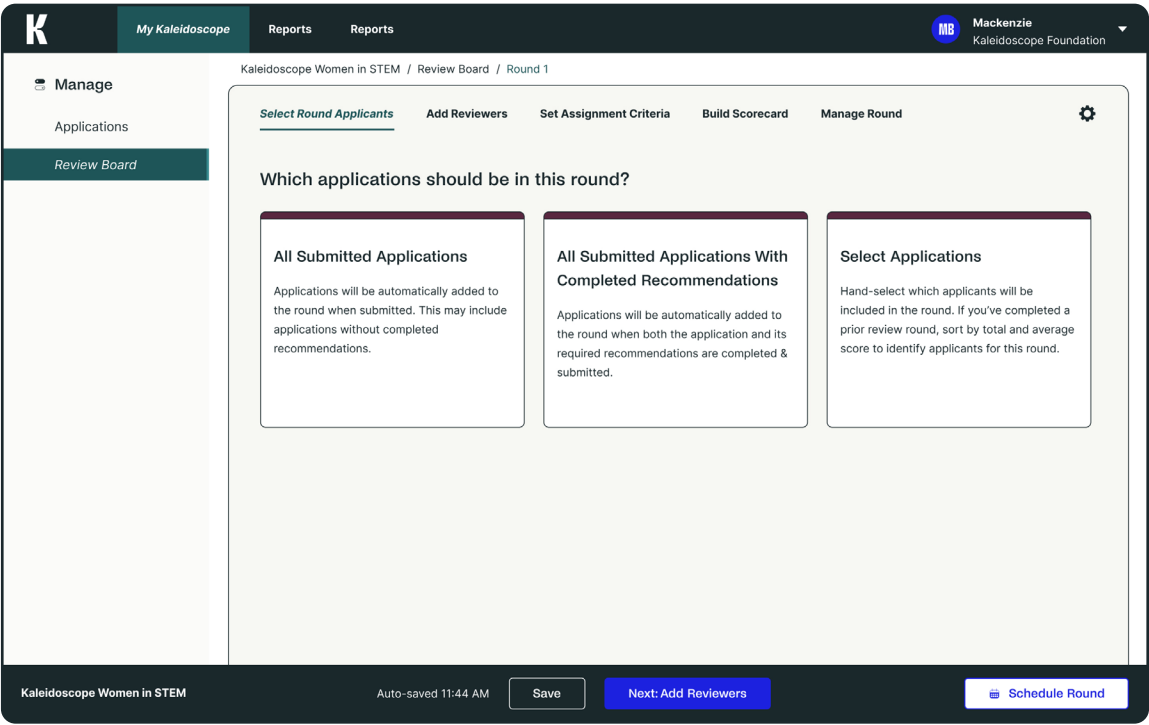 K
My Kaleidoscope
Reports
Reports
MB
Mackenzie
Kaleidoscope Foundation
Manage
Applications
Review Board
Kaleidoscope Women in STEM / Review Board / Round 1
Select Round Applicants
Add Reviewers
Set Assignment Criteria
Build Scorecard
Manage Round
Which applications should be in this round?
All Submitted Applications
Applications will be automatically added to
the round when submitted. This may include
applications without completed
recommendations.
All Submitted Applications With
Completed Recommendations
Applications will be automatically added to
the round when both the application and its
required recommendations are completed &
submitted.
Select Applications
Hand-select which applicants will be
included in the round. If you’ve completed a
prior review round, sort by total and average
score to identify applicants for this round.
Kaleidoscope Women in STEM
Auto-saved 11:44 AM
Save
Next: Add Reviewers
Schedule Round